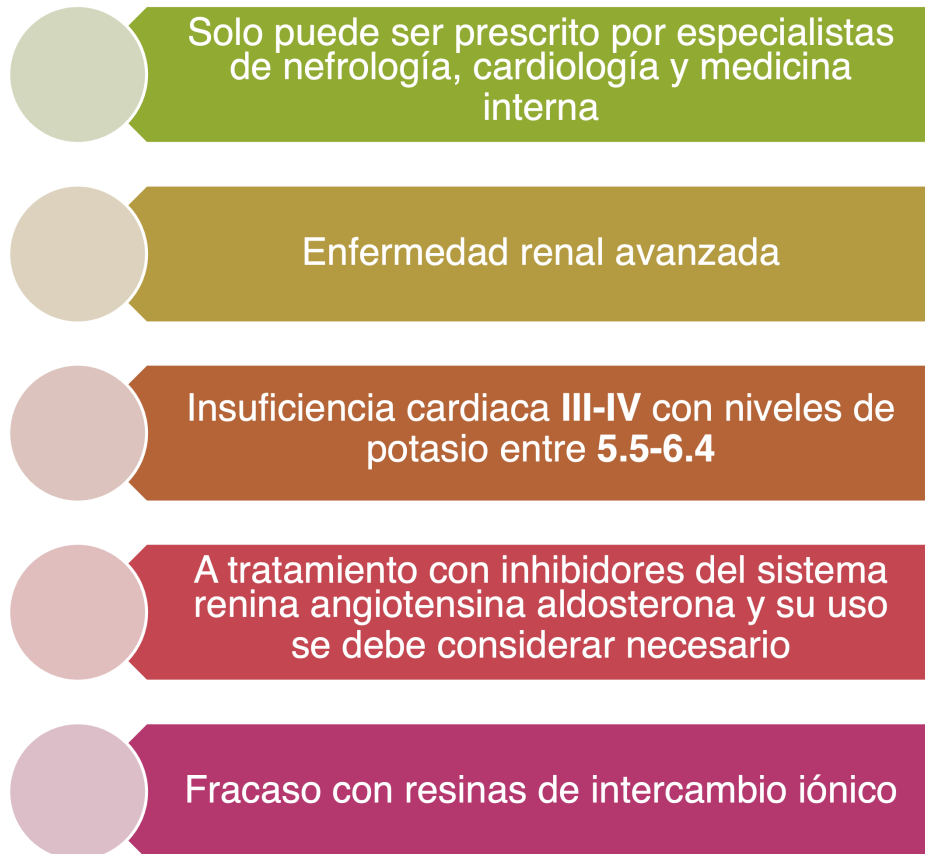 Solo puede ser prescrito por especialistas
de nefrología, cardiología y medicina
interna
Enfermedad renal avanzada
Insuficiencia cardiaca III-IV con niveles de
potasio entre 5.5-6.4
A tratamiento con inhibidores del sistema
renina angiotensina aldosterona y su uso
se debe considerar necesario
Fracaso con resinas de intercambio iónico